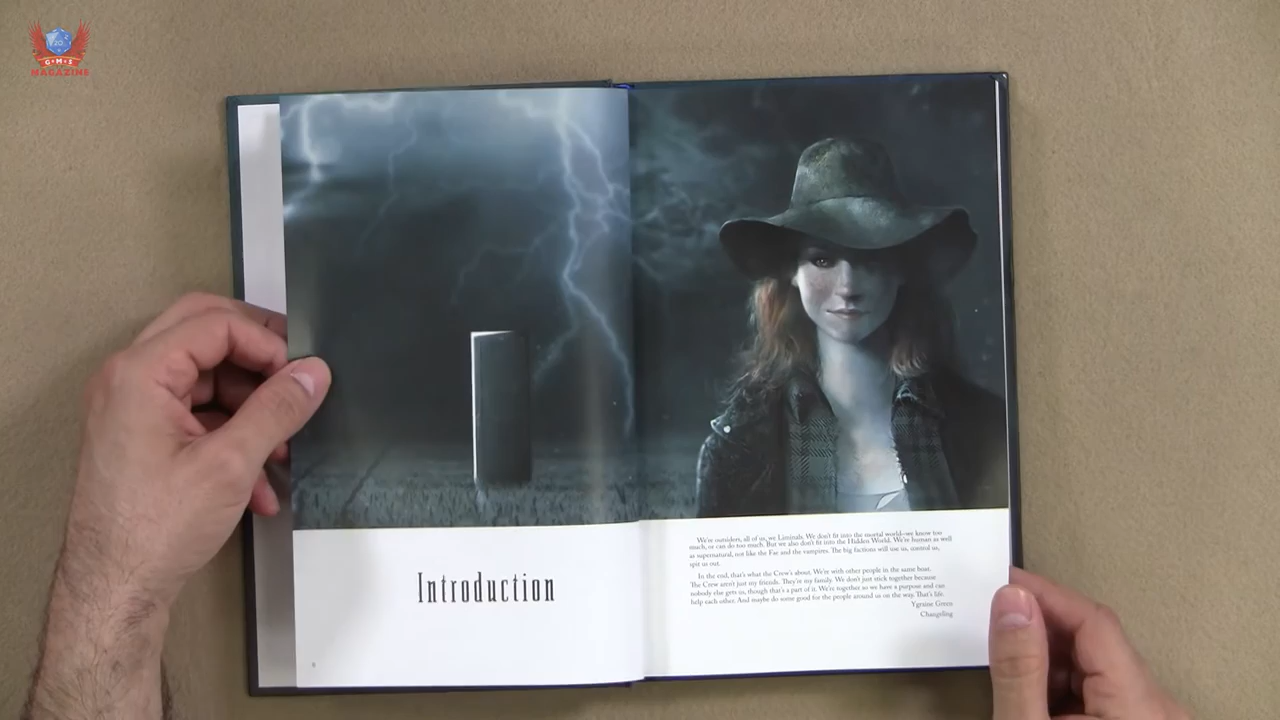 G·M·S
MAGAZINE
Introduction
6
We're outsiders, all of us, we Liminals. We don't fit into the mortal world—we know too
much, or can do too much. But we also don't fit into the Hidden World. We're human as well
as supernatural, not like the Fae and the vampires. The big factions will use us, unmul us,
spit us out.
In the end, that's what the Crew's about. We're with other people in the same boat.
The Crew aren't just my friends. They're my family. We don't just stick together because
nobody else gets us, though that's a part of it. We're together so we have a purpose and can
help each other. And maybe do some good for the people around us on the way. That's life.
Ygraine Green
Changeling